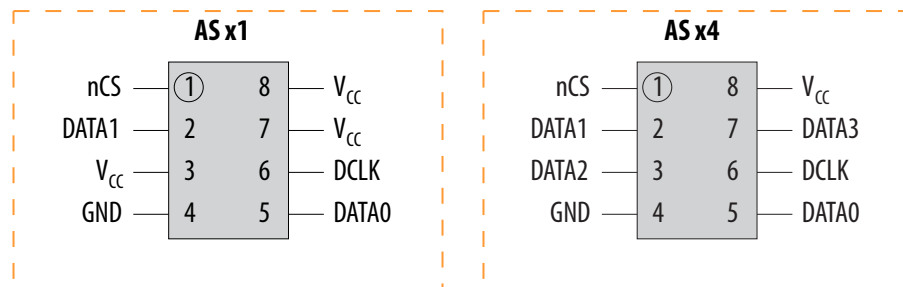 AS x1
nCS 1 8 VCC
DATA1 2 7 VCC
VCC 3 6 DCLK
GND 4 5 DATA0
AS x4
nCS 1 8 VCC
DATA1 2 7 DATA3
DATA2 3 6 DCLK
GND 4 5 DATA0